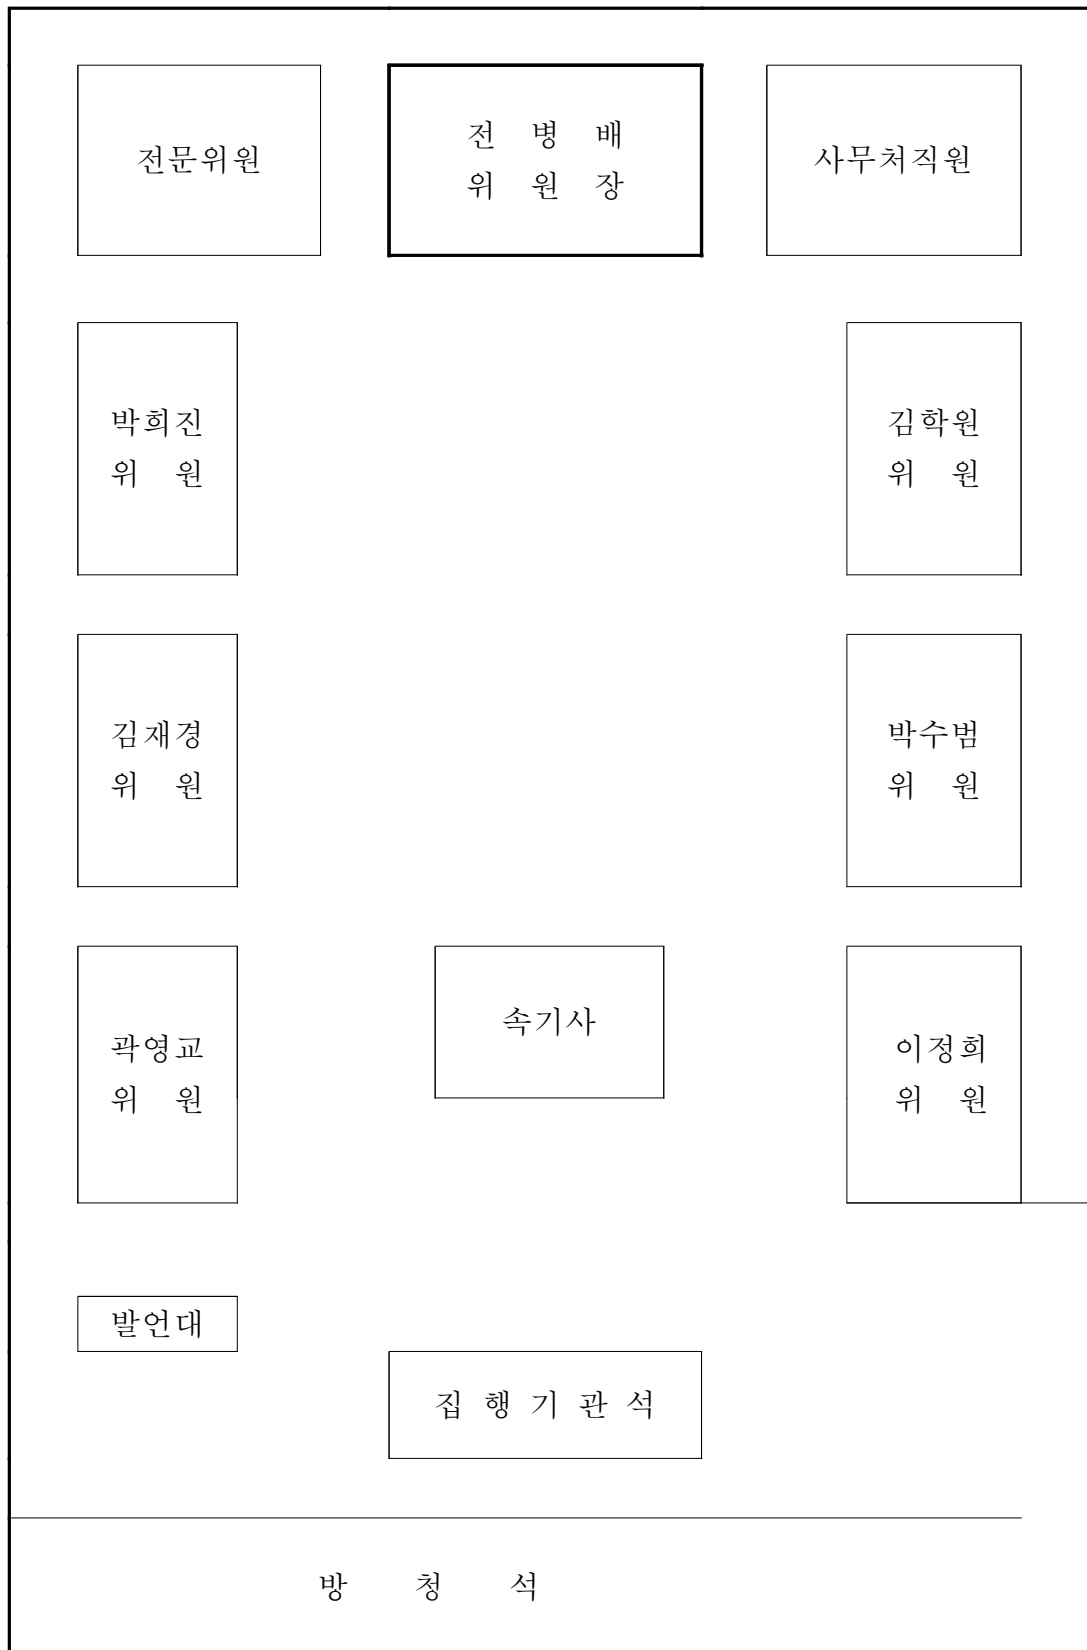 전문위원
전 병 배
위 원 장
사무처직원
박희진
위 원
김학원
위 원
김재경
위 원
박수범
위 원
곽영교
위 원
속기사
이정희
위 원
발언대
집 행 기 관 석
방 청 석